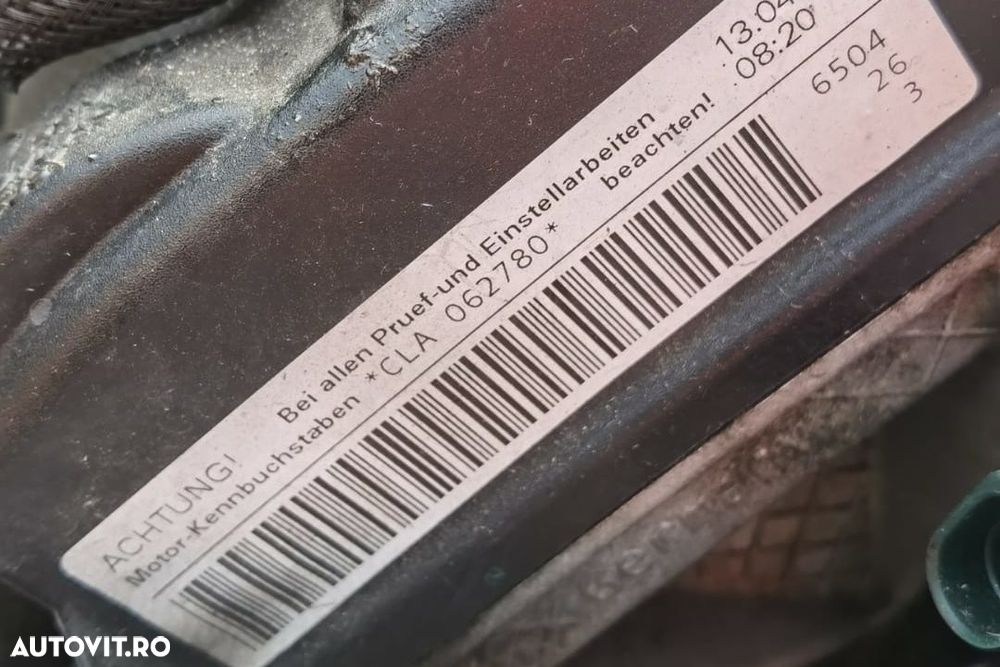 ACHTUNG! Bei allen Pruef-und Einstellarbeiten 13.04
Motor-Kennbuchstaben *CLA 062780* beachten! 08:20
6504
26
3
AUTOVIT.RO